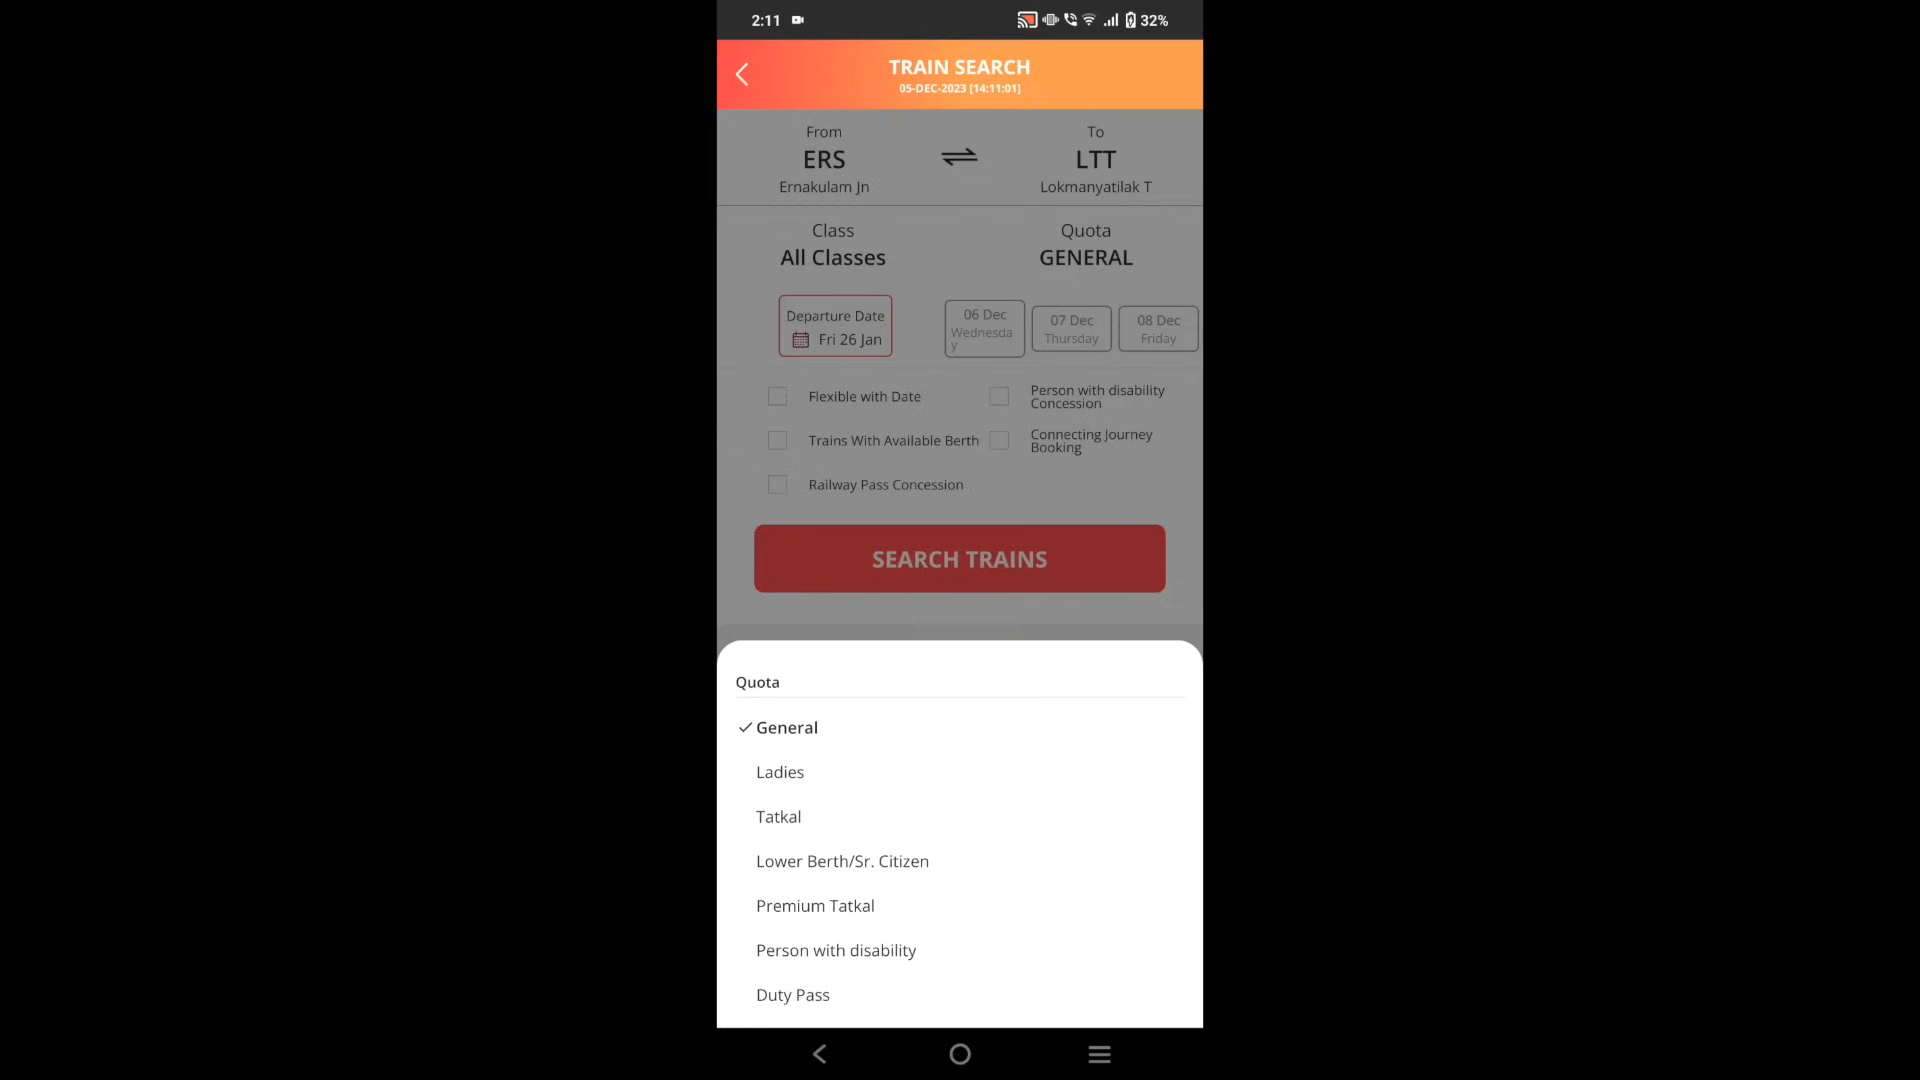 2:11
32%
TRAIN SEARCH
05-DEC-2023 [14:11:01]
From
To
ERS
LTT
Ernakulam Jn
Lokmanyatilak T
Class
Quota
All Classes
GENERAL
Departure Date
Fri 26 Jan
06 Dec
Wednesda
y
07 Dec
Thursday
08 Dec
Friday
Flexible with Date
Person with disability
Concession
Trains With Available Berth
Connecting Journey
Booking
Railway Pass Concession
SEARCH TRAINS
Quota
General
Ladies
Tatkal
Lower Berth/Sr. Citizen
Premium Tatkal
Person with disability
Duty Pass